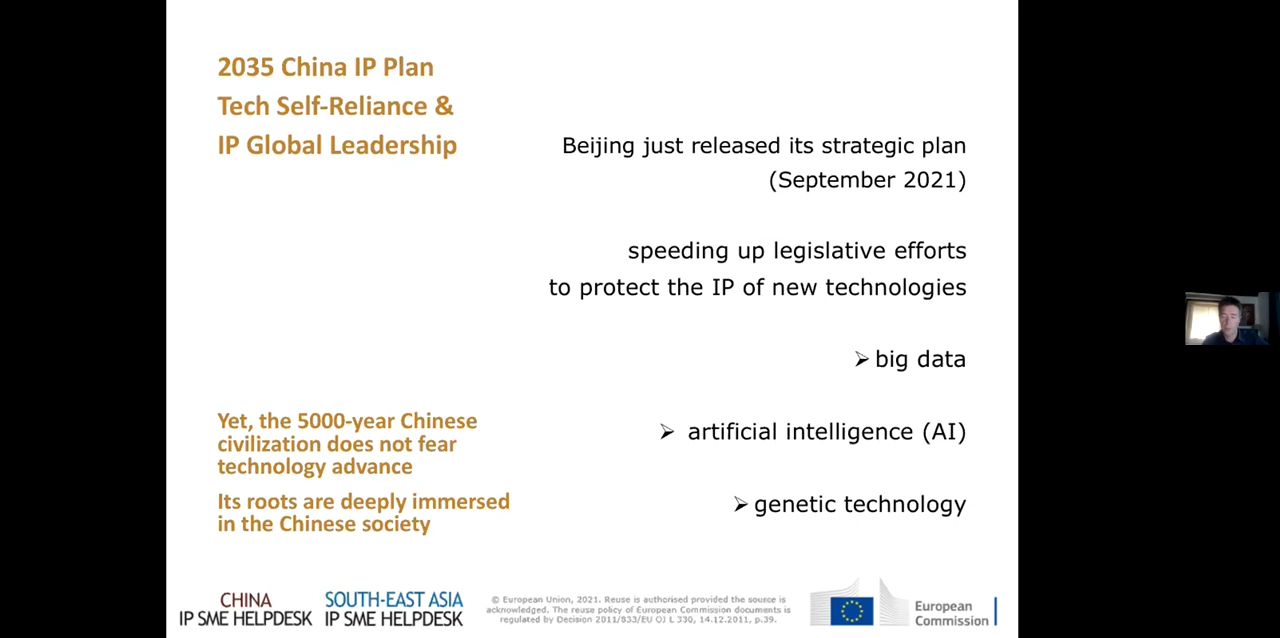 2035 China IP Plan
Tech Self-Reliance &
IP Global Leadership
Beijing just released its strategic plan
(September 2021)
speeding up legislative efforts
to protect the IP of new technologies
➢ big data
➢ artificial intelligence (AI)
➢ genetic technology
Yet, the 5000-year Chinese
civilization does not fear
technology advance
Its roots are deeply immersed
in the Chinese society
CHINA
IP SME HELPDESK
SOUTH-EAST ASIA
IP SME HELPDESK
© European Union, 2021. Reuse is authorised provided the source is
acknowledged. The reuse policy of European Commission documents is
regulated by Decision 2011/833/EU OJ L 330, 14.12.2011, p.39.
European
Commission